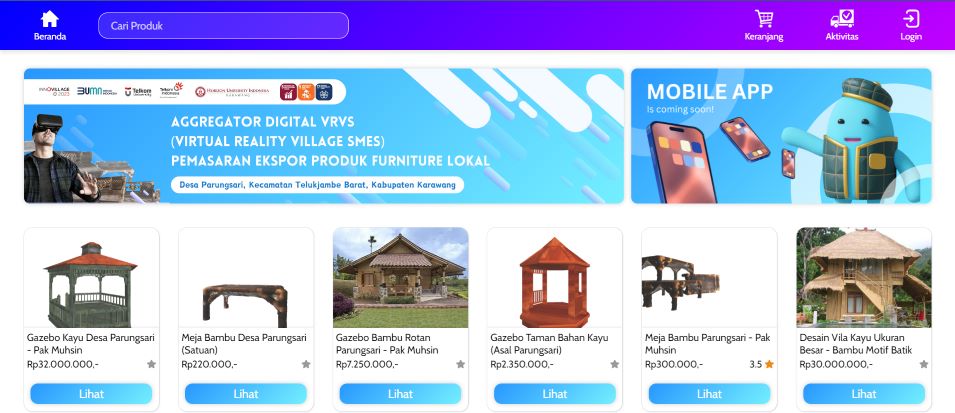 Beranda
Cari Produk
Keranjang
Aktivitas
Login
INNOVILLAGE
2023
BUMN
Telkom
University
Telkom
Indonesia
HORIZON UNIVERSITY INDONESIA
KARAWANG
AGGREGATOR DIGITAL VRVS
(VIRTUAL REALITY VILLAGE SMES)
PEMASARAN EKSPOR PRODUK FURNITURE LOKAL
Desa Parungsari, Kecamatan Telukjambe Barat, Kabupaten Karawang
MOBILE APP
Is coming soon!
Gazebo Kayu Desa Parungsari
- Pak Muhsin
Rp32.000.000,-
Lihat
Meja Bambu Desa Parungsari
(Satuan)
Rp220.000,-
Lihat
Gazebo Bambu Rotan
Parungsari - Pak Muhsin
Rp7.250.000,-
Lihat
Gazebo Taman Bahan Kayu
(Asal Parungsari)
Rp2.350.000,-
Lihat
Meja Bambu Parungsari - Pak
Muhsin
Rp300.000,-
3.5
Lihat
Desain Vila Kayu Ukuran
Besar - Bambu Motif Batik
Rp30.000.000,-
Lihat